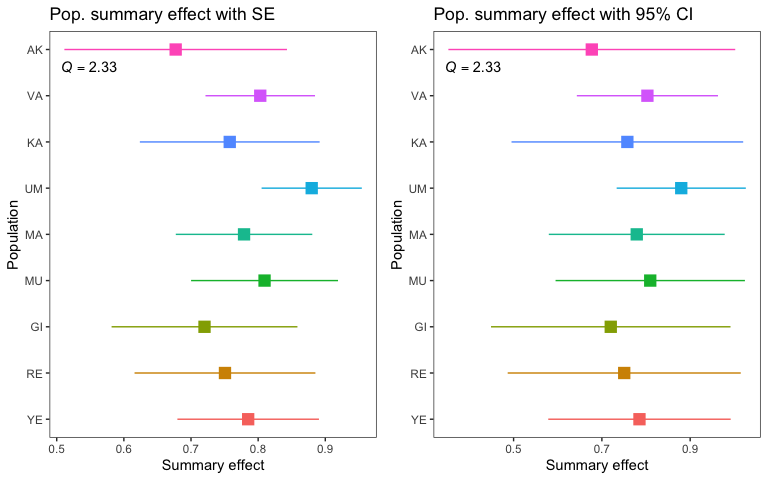 Pop. summary effect with SE
AK
Q = 2.33
VA
KA
UM
MA
MU
GI
RE
YE
Population
0.5 0.6 0.7 0.8 0.9
Summary effect
Pop. summary effect with 95% CI
AK
Q = 2.33
VA
KA
UM
MA
MU
GI
RE
YE
Population
0.5 0.7 0.9
Summary effect